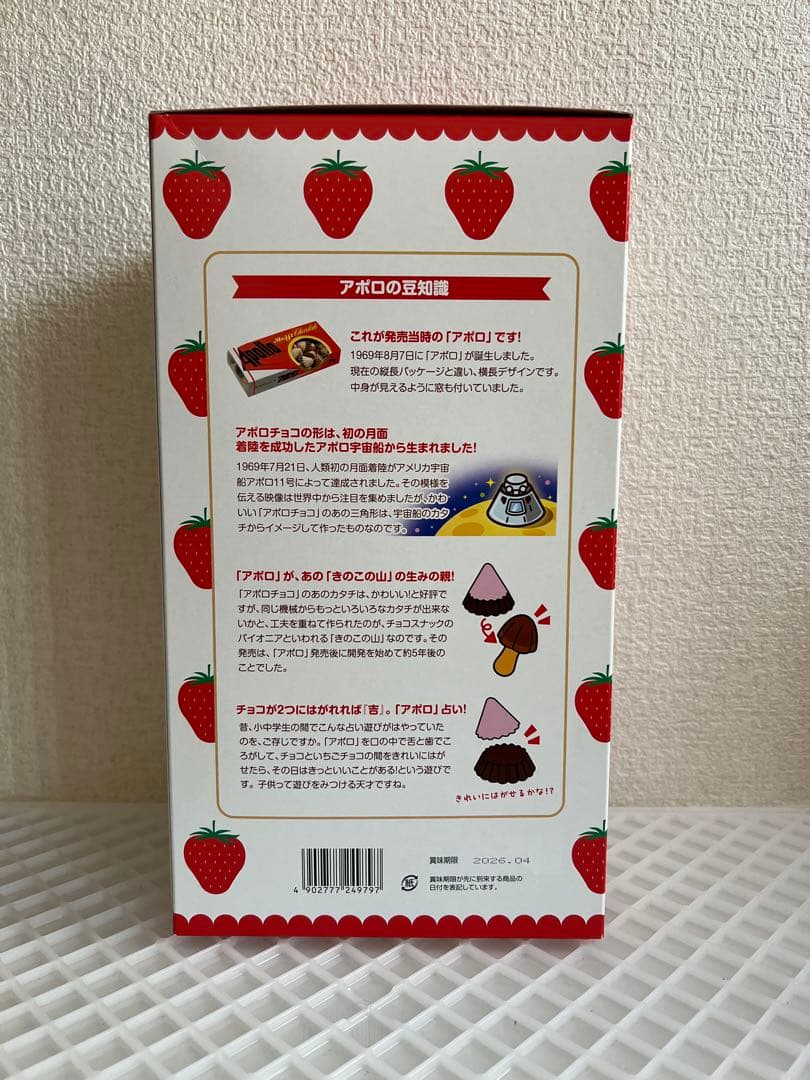 アポロの豆知識
Meiji Chocolate
Apollo
これが発売当時の「アポロ」です!
1969年8月7日に「アポロ」が誕生しました。
現在の縦長パッケージと違い、横長デザインです。
中身が見えるように窓も付いていました。
アポロチョコの形は、初の月面
着陸を成功したアポロ宇宙船から生まれました!
1969年7月21日、人類初の月面着陸がアメリカ宇宙
船アポロ11号によって達成されました。その模様を
伝える映像は世界中から注目を集めましたが、かわ
いい「アポロチョコ」のあの三角形は、宇宙船のカタ
チからイメージして作ったものなのです。
「アポロ」が、あの「きのこの山」の生みの親!
「アポロチョコ」のあのカタチは、かわいい!と好評で
すが、同じ機械からもっといろいろなカタチが出来な
いかと、工夫を重ねて作られたのが、チョコスナックの
パイオニアといわれる「きのこの山」なのです。その
発売は、「アポロ」発売後に開発を始めて約5年後の
ことでした。
チョコが2つにはがれれば『吉』。「アポロ」占い!
昔、小中学生の間でこんな占い遊びがはやっていた
のを、ご存じですか。「アポロ」を口の中で舌と歯でこ
ろがして、チョコといちごチョコの間をきれいにはが
せたら、その日はきっといいことがある!という遊びで
す。子供って遊びをみつける天才ですね。
きれいにはがせるかな!?
4 902777 249797
紙
賞味期限 2026.04
賞味期限が先に到来する商品の
日付を表記しています。